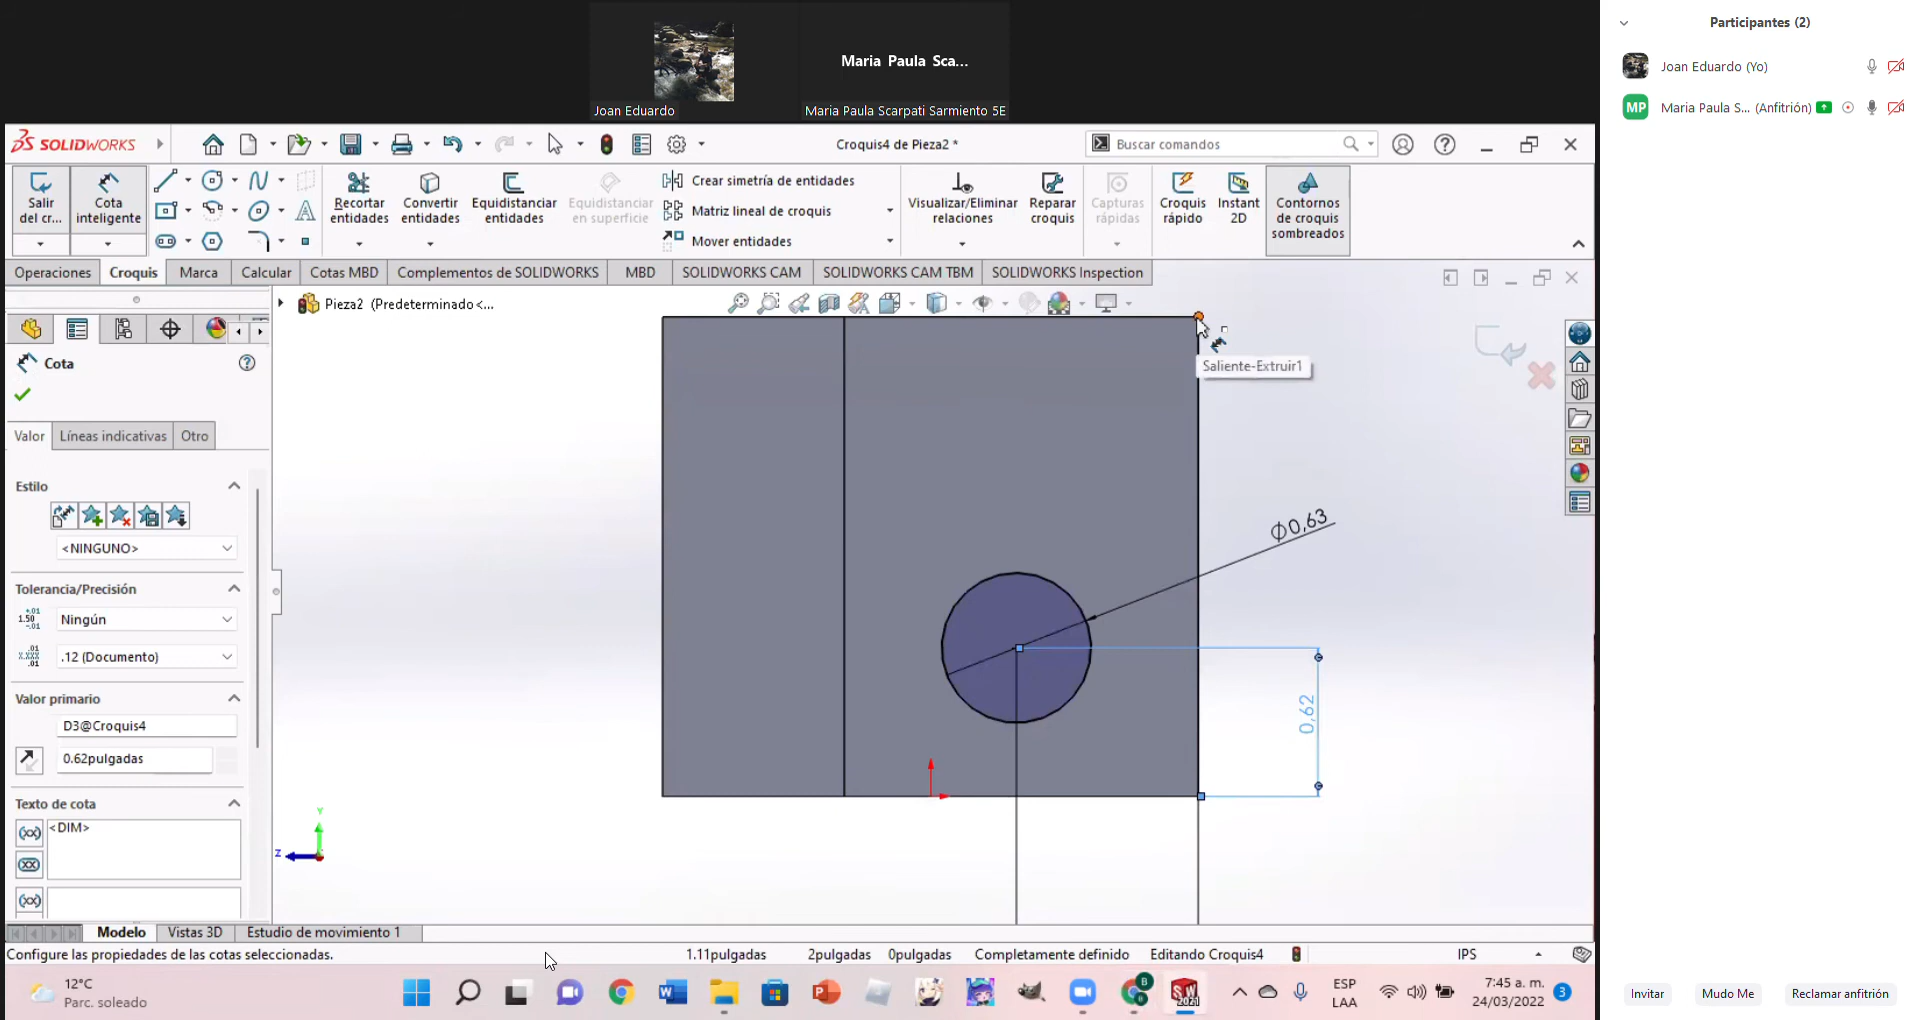 Maria Paula Sca...
Joan Eduardo
Maria Paula Scarpati Sarmiento 5E
Participantes (2)
Joan Eduardo (Yo)
MP
Maria Paula S... (Anfitrión)
SOLIDWORKS
Croquis4 de Pieza2 *
Buscar comandos
Salir
del cr...
Cota
inteligente
Recortar
entidades
Convertir
entidades
Equidistanciar
entidades
Equidistanciar
en superficie
Crear simetría de entidades
Matriz lineal de croquis
Mover entidades
Visualizar/Eliminar
relaciones
Reparar
croquis
Capturas
rápidas
Croquis
rápido
Instant
2D
Contornos
de croquis
sombreados
Operaciones
Croquis
Marca
Calcular
Cotas MBD
Complementos de SOLIDWORKS
MBD
SOLIDWORKS CAM
SOLIDWORKS CAM TBM
SOLIDWORKS Inspection
Pieza2 (Predeterminado<...
Cota
Valor
Líneas indicativas
Otro
Estilo
<NINGUNO>
Tolerancia/Precisión
Ningún
.12 (Documento)
Valor primario
D3@Croquis4
0.62pulgadas
Texto de cota
<DIM>
Saliente-Extruir1
Φ0,63
0,62
Y
Z
Modelo
Vistas 3D
Estudio de movimiento 1
Configure las propiedades de las cotas seleccionadas.
1.11pulgadas
2pulgadas
0pulgadas
Completamente definido
Editando Croquis4
IPS
12°C
Parc. soleado
ESP
LAA
7:45 a. m.
24/03/2022
3
Invitar
Mudo Me
Reclamar anfitrión